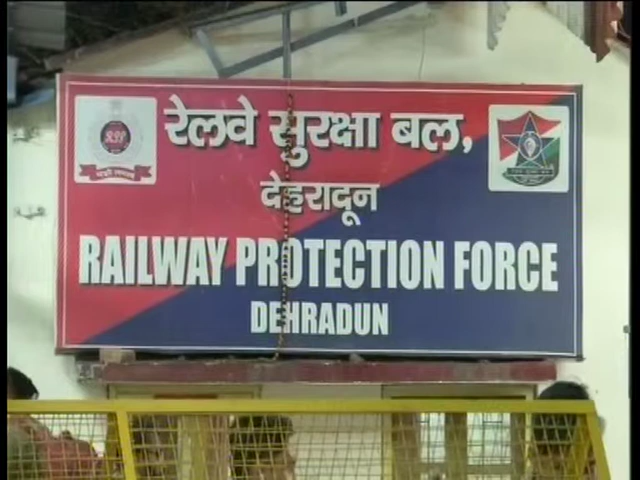 रेलवे सुरक्षा बल,
देहरादून
RAILWAY PROTECTION FORCE
DEHRADUN